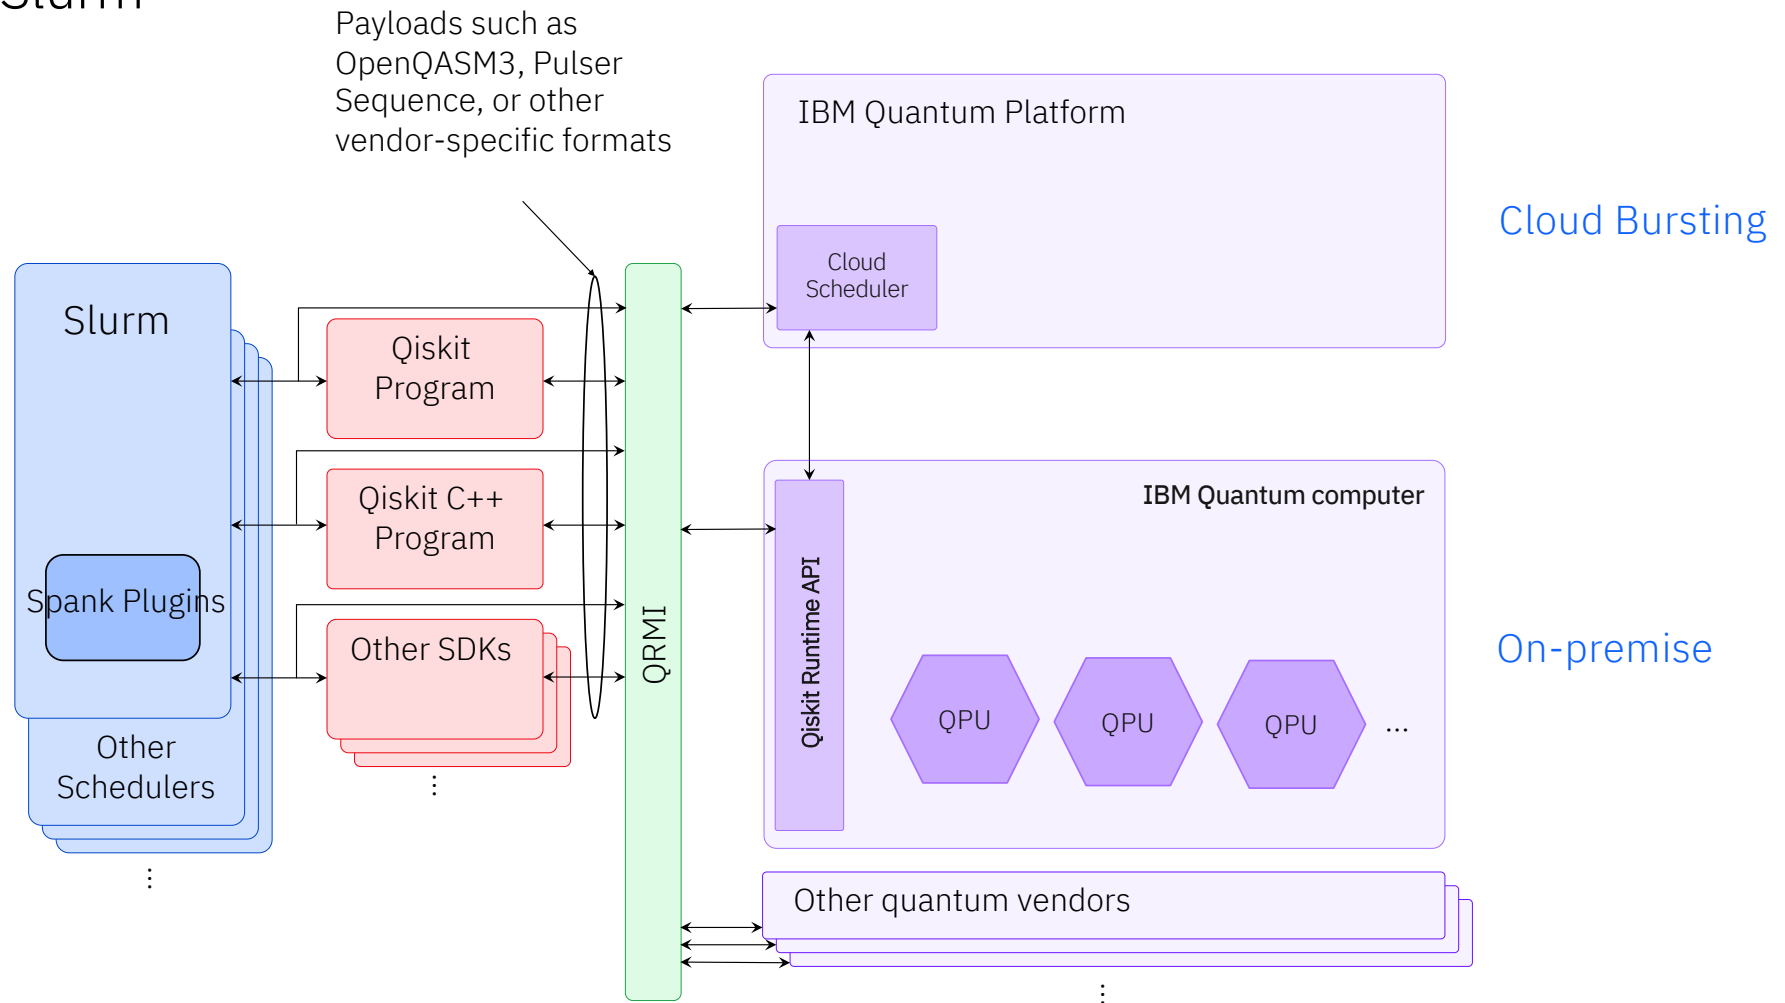 Slurm
Payloads such as
OpenQASM3, Pulser
Sequence, or other
vendor-specific formats
IBM Quantum Platform
Cloud
Scheduler
Cloud Bursting
Slurm
Spank Plugins
Other
Schedulers
⋮
Qiskit
Program
Qiskit C++
Program
Other SDKs
⋮
QRMI
IBM Quantum computer
Qiskit Runtime API
QPU
QPU
QPU
...
On-premise
Other quantum vendors
⋮